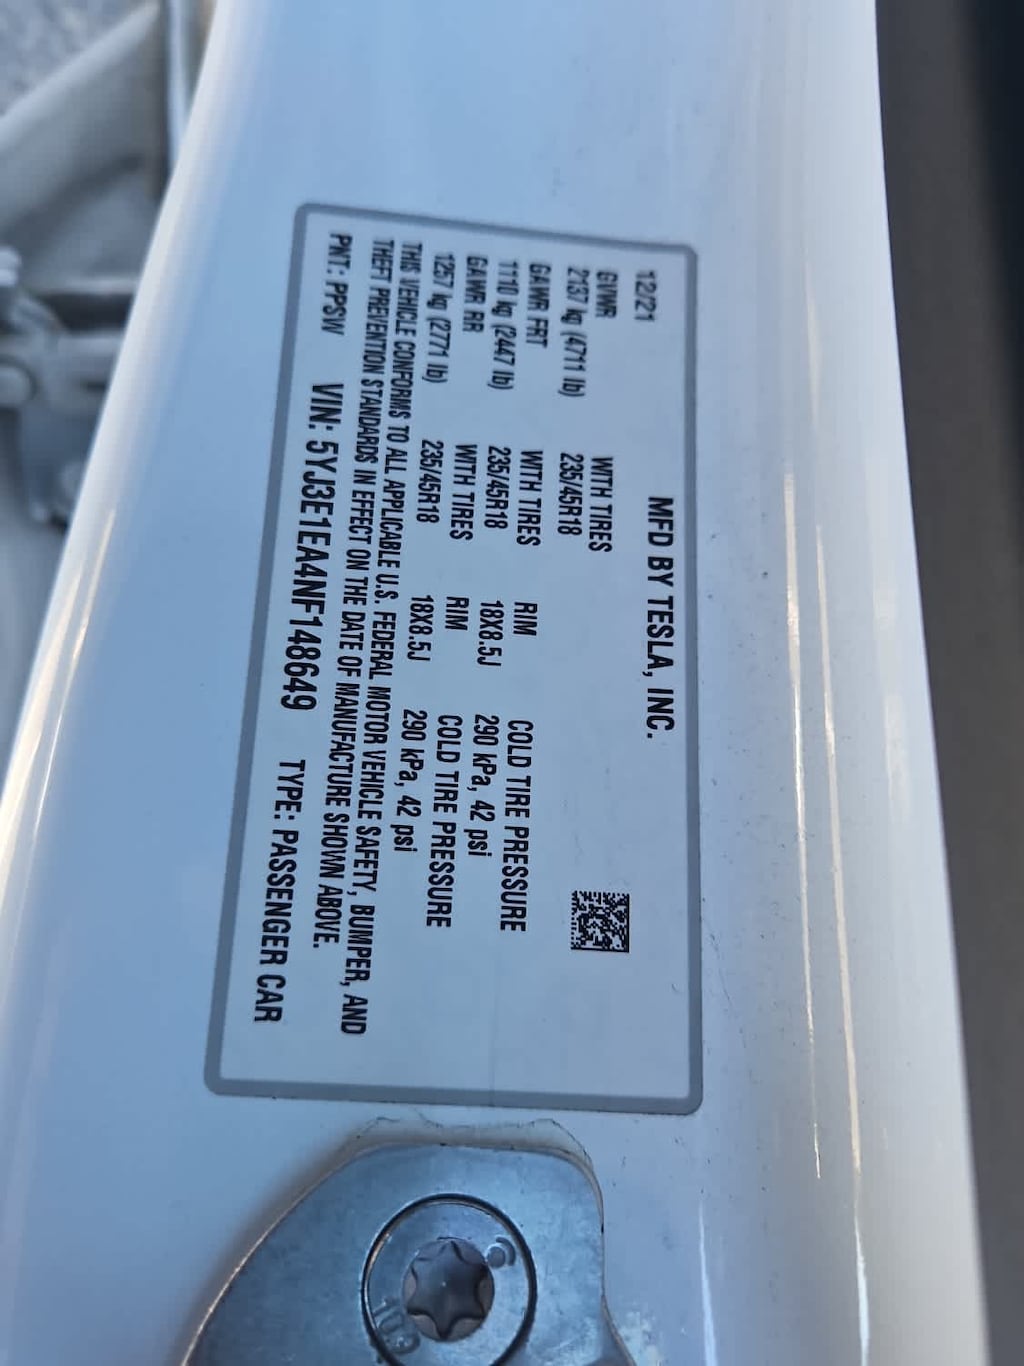 MFD BY TESLA, INC.
12/21
GVWR WITH TIRES
2137 kg (4711 lb) 235/45R18
GAWR FRT WITH TIRES RIM COLD TIRE PRESSURE
1110 kg (2447 lb) 235/45R18 18X8.5J 290 kPa, 42 psi
GAWR RR WITH TIRES RIM COLD TIRE PRESSURE
1257 kg (2771 lb) 235/45R18 18X8.5J 290 kPa, 42 psi
THIS VEHICLE CONFORMS TO ALL APPLICABLE U.S. FEDERAL MOTOR VEHICLE SAFETY, BUMPER, AND
THEFT PREVENTION STANDARDS IN EFFECT ON THE DATE OF MANUFACTURE SHOWN ABOVE.
PNT: PPSW VIN: 5YJ3E1EA4NF148649 TYPE: PASSENGER CAR